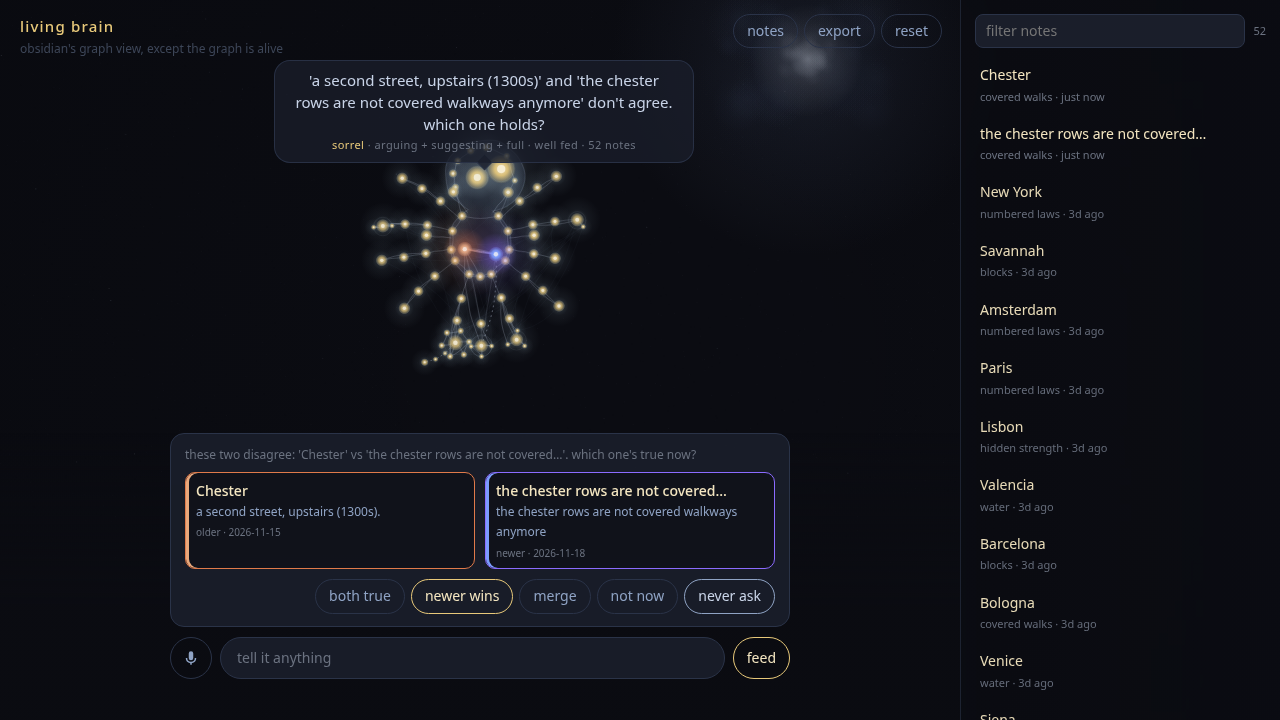 living brain
obsidian's graph view, except the graph is alive
notes
export
reset
'a second street, upstairs (1300s)' and 'the chester
rows are not covered walkways anymore' don't agree.
which one holds?
sorrel · arguing + suggesting + full · well fed · 52 notes
these two disagree: 'Chester' vs 'the chester rows are not covered…'. which one's true now?
Chester
a second street, upstairs (1300s).
older · 2026-11-15
the chester rows are not covered…
the chester rows are not covered walkways
anymore
newer · 2026-11-18
both true
newer wins
merge
not now
never ask
tell it anything
feed
filter notes
52
Chester
covered walks · just now
the chester rows are not covered…
covered walks · just now
New York
numbered laws · 3d ago
Savannah
blocks · 3d ago
Amsterdam
numbered laws · 3d ago
Paris
numbered laws · 3d ago
Lisbon
hidden strength · 3d ago
Valencia
water · 3d ago
Barcelona
blocks · 3d ago
Bologna
covered walks · 3d ago
Venice
water · 3d ago
Siena